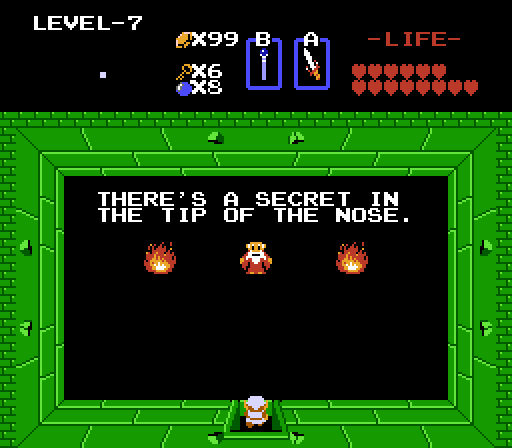 LEVEL-7
X99
B
A
-LIFE-
X6
X8
THERE'S A SECRET IN
THE TIP OF THE NOSE.